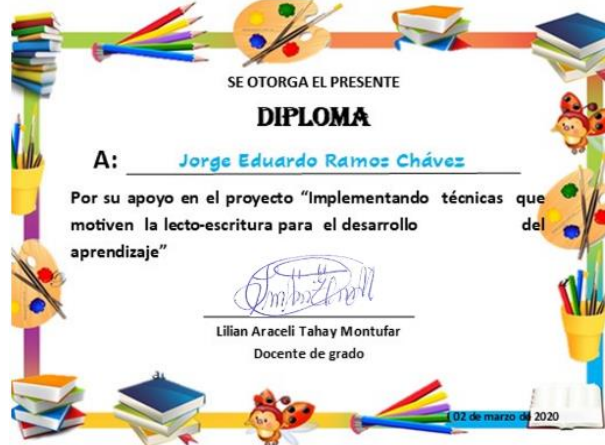 SE OTORGA EL PRESENTE
DIPLOMA
A: Jorge Eduardo Ramos Chávez
Por su apoyo en el proyecto “Implementando técnicas que
motiven la lecto-escritura para el desarrollo del
aprendizaje”
Lilian Araceli Tahay Montufar
Docente de grado
02 de marzo de 2020